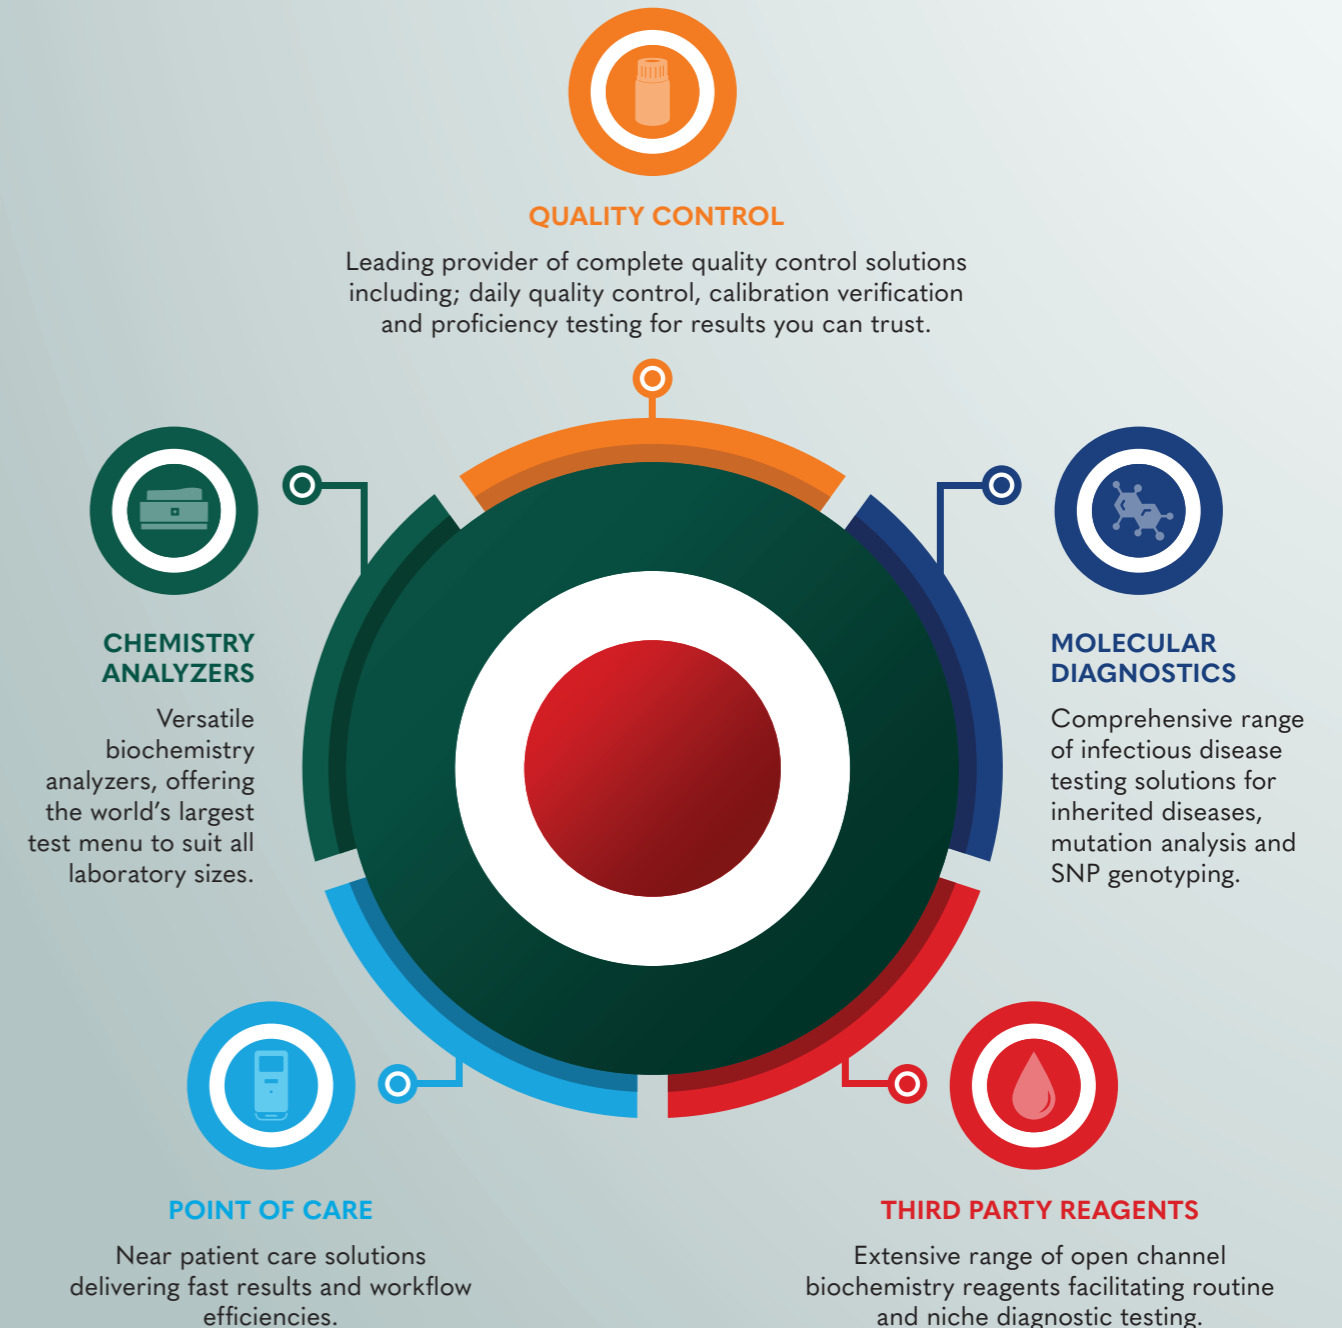 QUALITY CONTROL
Leading provider of complete quality control solutions
including; daily quality control, calibration verification
and proficiency testing for results you can trust.
CHEMISTRY
ANALYZERS
Versatile
biochemistry
analyzers, offering
the world's largest
test menu to suit all
laboratory sizes.
MOLECULAR
DIAGNOSTICS
Comprehensive range
of infectious disease
testing solutions for
inherited diseases,
mutation analysis and
SNP genotyping.
POINT OF CARE
Near patient care solutions
delivering fast results and workflow
efficiencies.
THIRD PARTY REAGENTS
Extensive range of open channel
biochemistry reagents facilitating routine
and niche diagnostic testing.